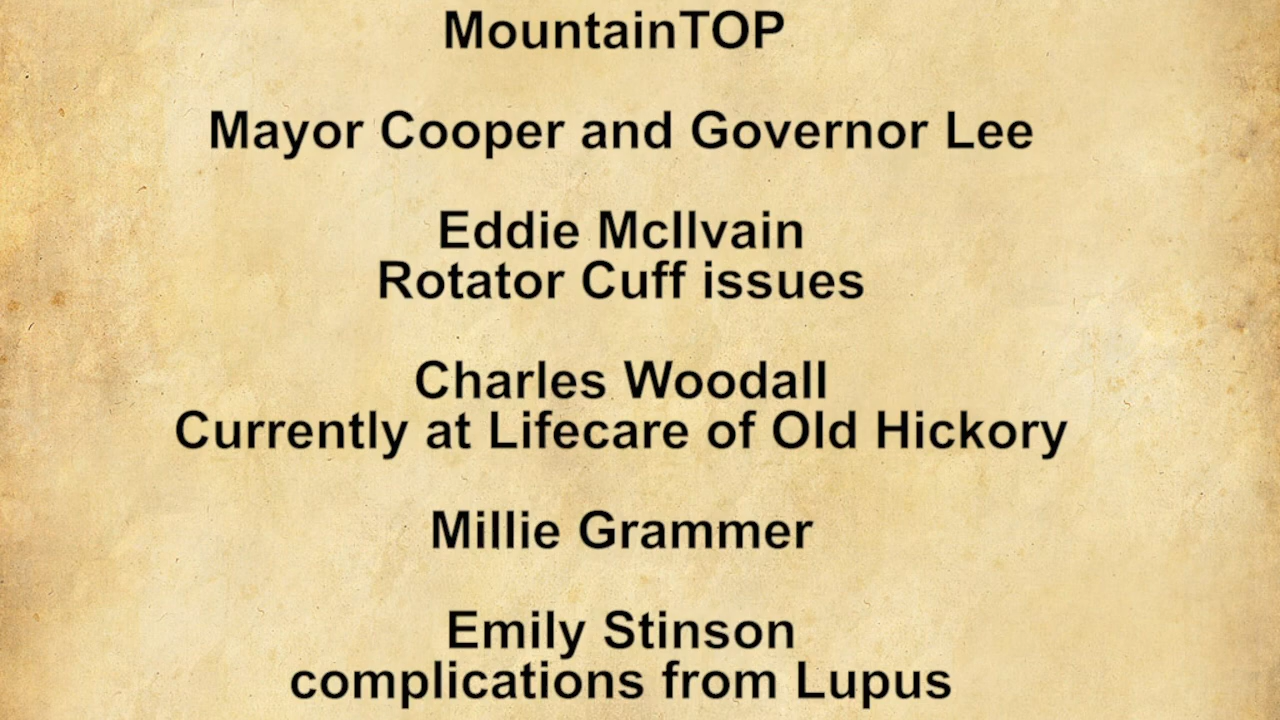 MountainTOP
Mayor Cooper and Governor Lee
Eddie McIlvain
Rotator Cuff issues
Charles Woodall
Currently at Lifecare of Old Hickory
Millie Grammer
Emily Stinson
complications from Lupus